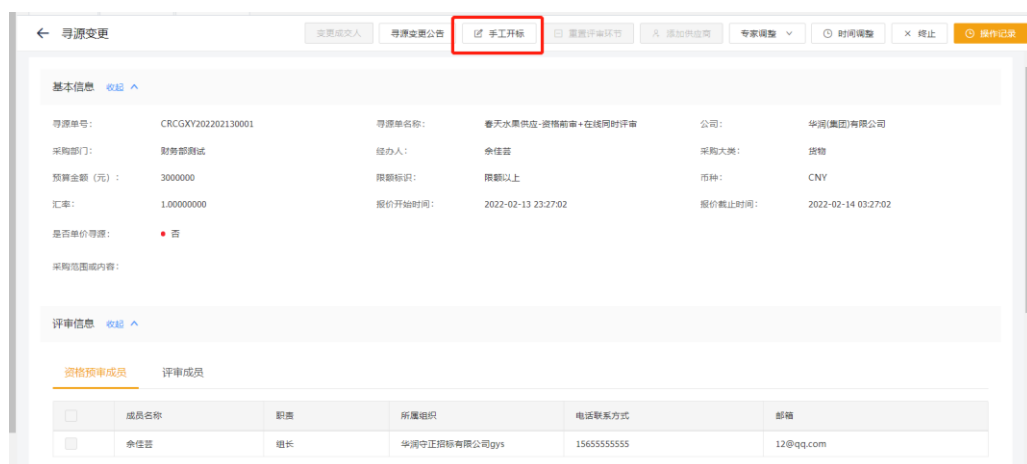 寻源变更 变更成交人 寻源变更公告 手工开标 重置评审环节 添加供应商 专家调整 时间调整 终止 操作记录
基本信息 收起
寻源单号: CRCGXY202202130001 寻源单名称: 春天水果供应-资格前审+在线同时评审 公司: 华润(集团)有限公司
采购部门: 财务部测试 经办人: 余佳芸 采购大类: 货物
预算金额（元）: 3000000 限额标识: 限额以上 币种: CNY
汇率: 1.00000000 报价开始时间: 2022-02-13 23:27:02 报价截止时间: 2022-02-14 03:27:02
是否单价寻源: 否
采购范围或内容:
评审信息 收起
资格预审成员 评审成员
成员名称 职责 所属组织 电话联系方式 邮箱
余佳芸 组长 华润守正招标有限公司gys 15655555555 12@qq.com